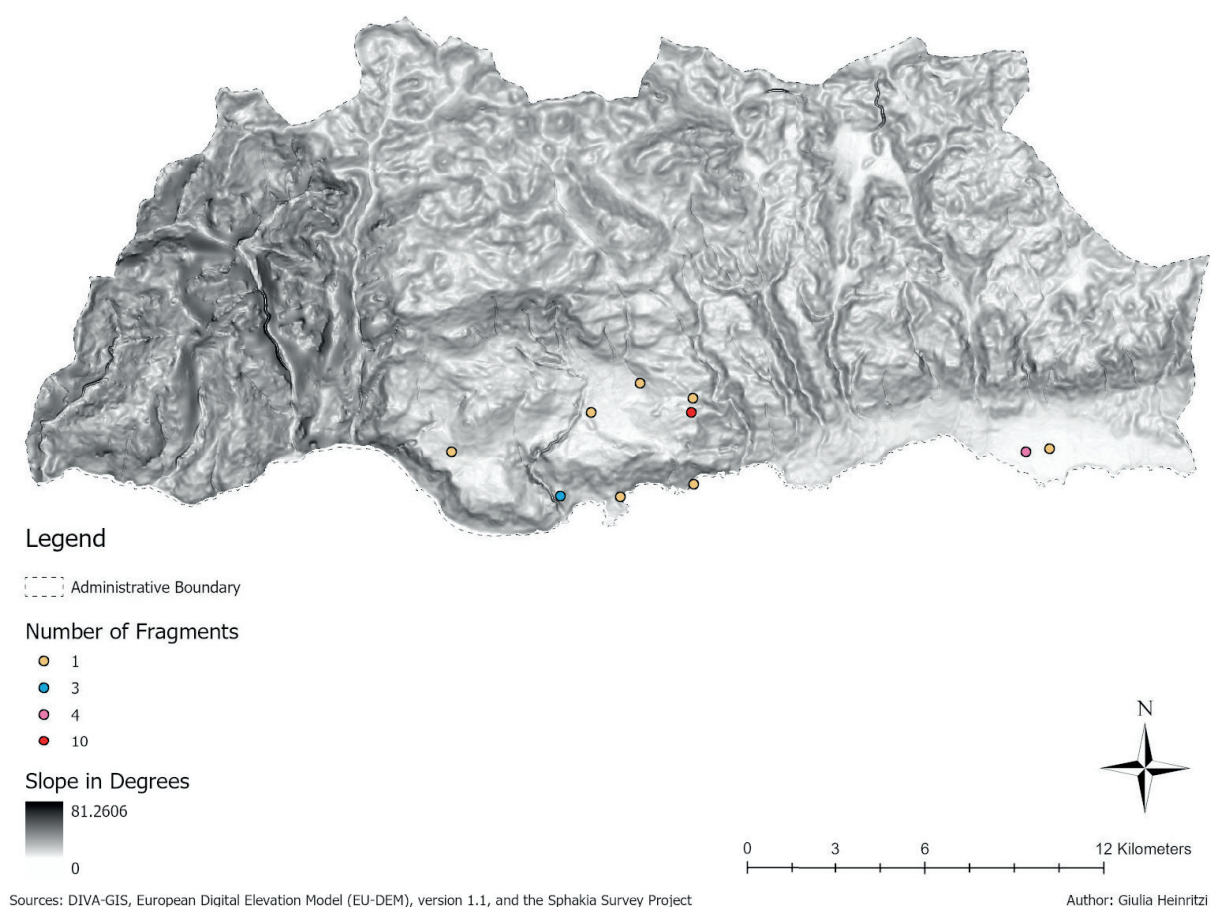 Legend
Administrative Boundary
Number of Fragments
1
3
4
10
Slope in Degrees
81.2606
0
N
0 3 6 12 Kilometers
Sources: DIVA-GIS, European Digital Elevation Model (EU-DEM), version 1.1, and the Sphakia Survey Project
Author: Giulia Heinritzi